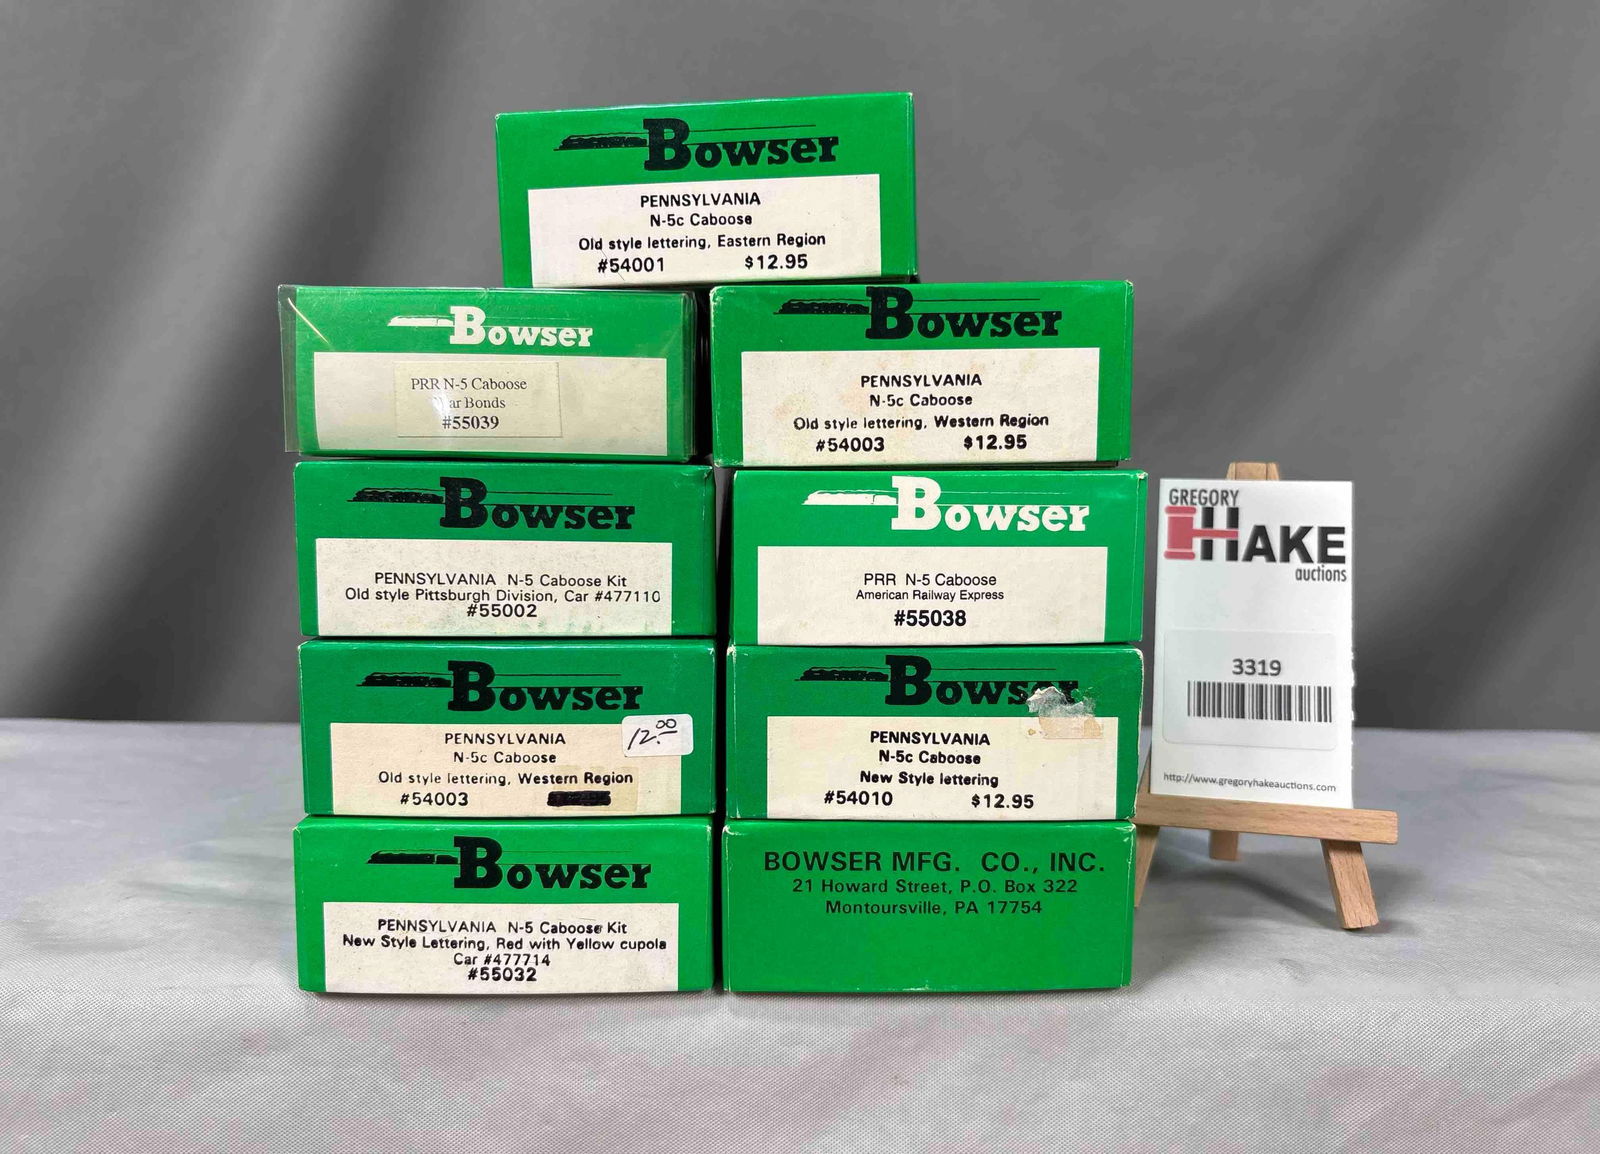 Bowser
PENNSYLVANIA
N-5c Caboose
Old style lettering, Eastern Region
#54001 $12.95
Bowser
PRR N-5 Caboose
Bonds
#55039
Bowser
PENNSYLVANIA
N-5c Caboose
Old style lettering, Western Region
#54003 $12.95
Bowser
PENNSYLVANIA N-5 Caboose Kit
Old style Pittsburgh Division, Car #477110
#55002
Bowser
PRR N-5 Caboose
American Railway Express
#55038
Bowser
12.00
PENNSYLVANIA
N-5c Caboose
Old style lettering, Western Region
#54003
Bowser
PENNSYLVANIA
N-5c Caboose
New Style lettering
#54010 $12.95
Bowser
PENNSYLVANIA N-5 Caboose Kit
New Style Lettering, Red with Yellow cupola
Car #477714
#55032
BOWSER MFG. CO., INC.
21 Howard Street, P.O. Box 322
Montoursville, PA 17754
GREGORY
HAKE
auctions
3319
http://www.gregoryhakeauctions.com